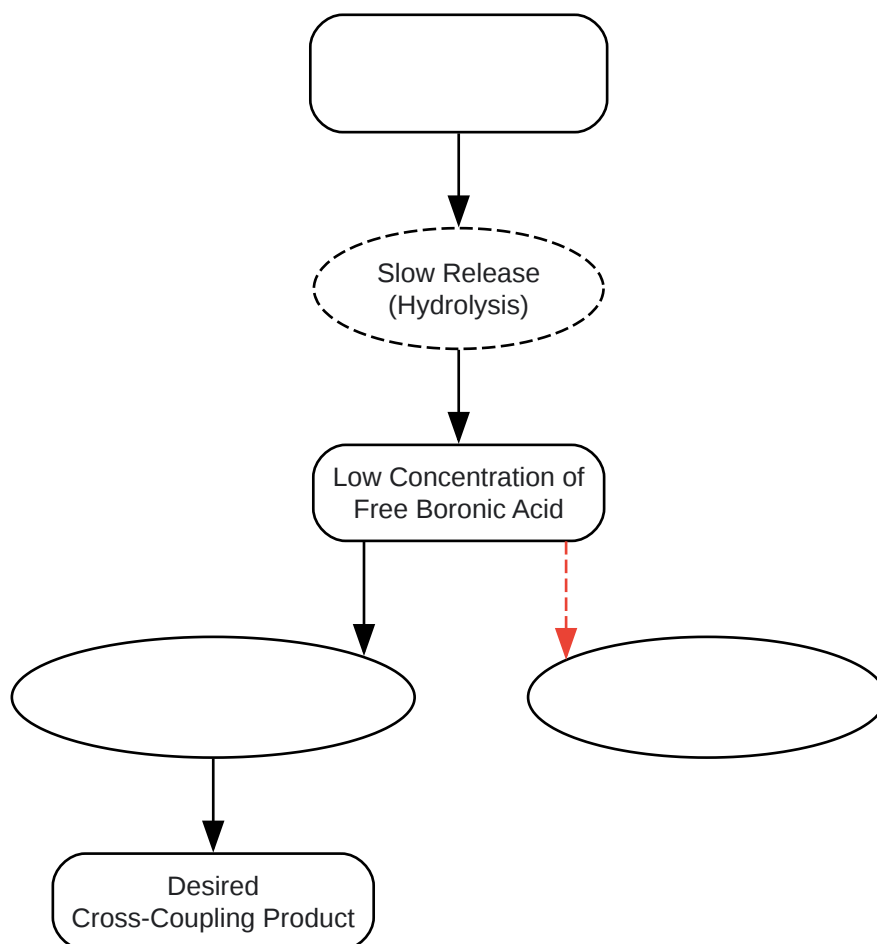 Slow Release
(Hydrolysis)
Low Concentration of
Free Boronic Acid
Desired
Cross-Coupling Product